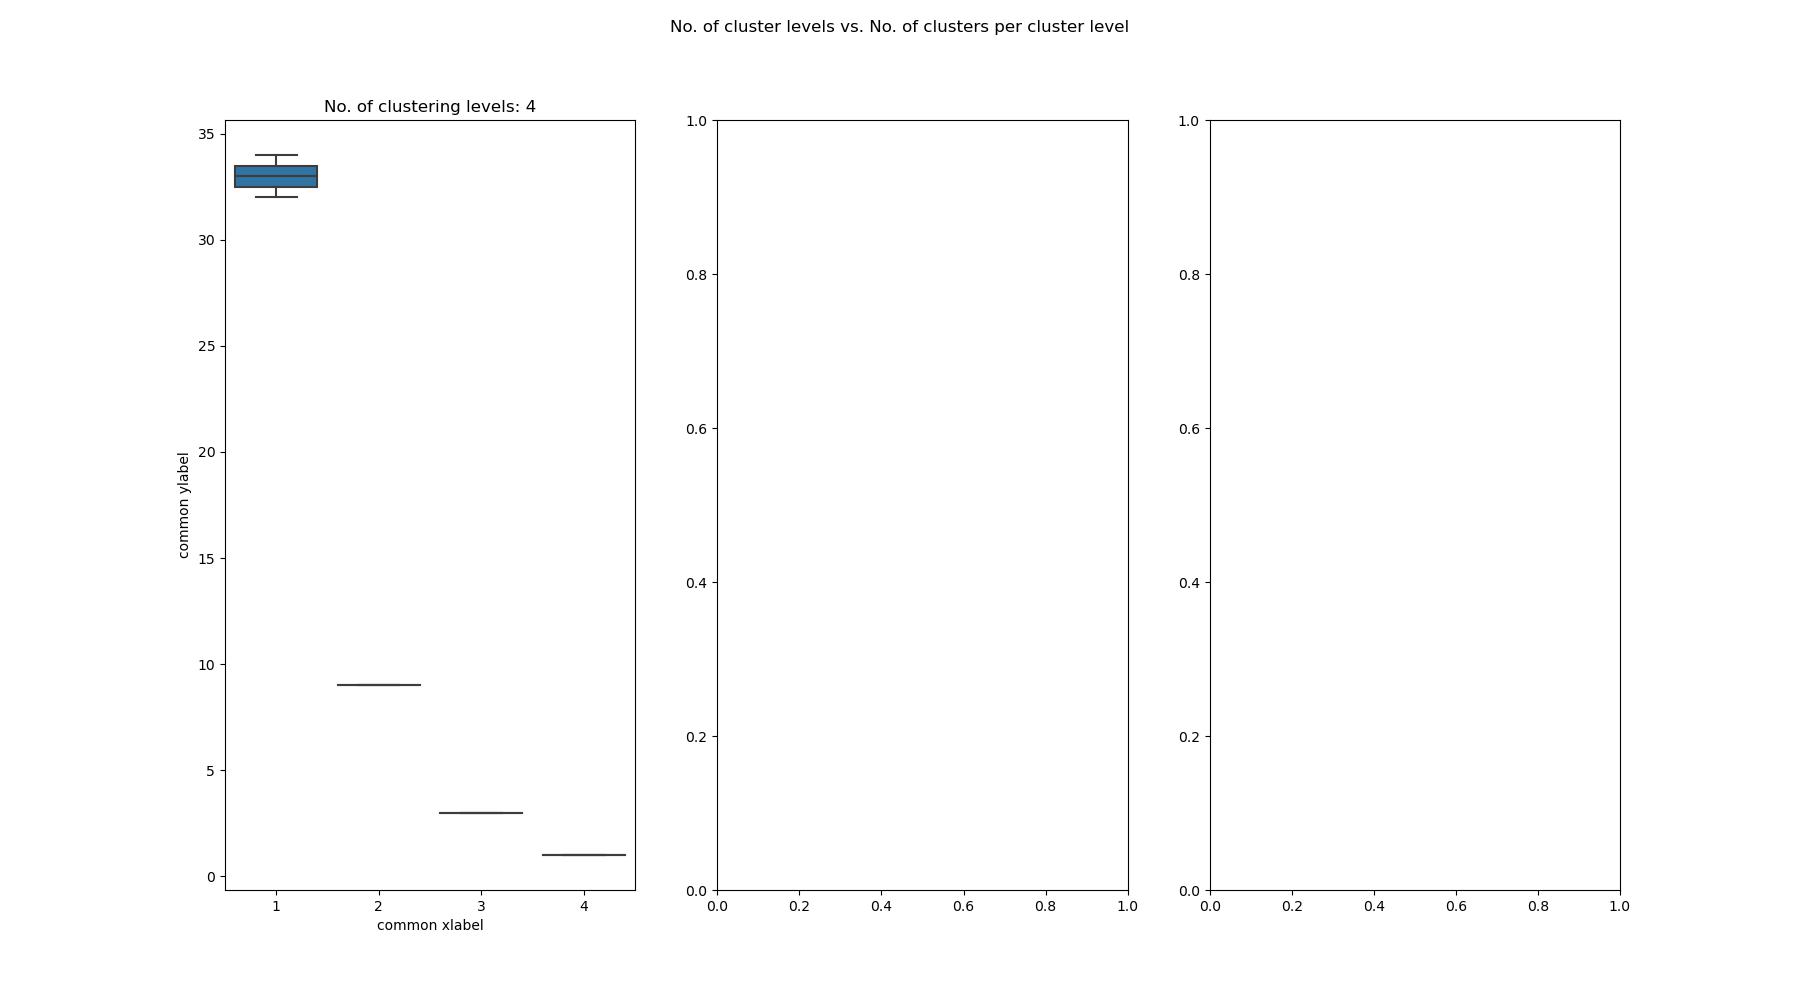 No. of cluster levels vs. No. of clusters per cluster level
No. of clustering levels: 4
35
30
25
20
15
10
5
0
common ylabel
1 2 3 4
common xlabel
1.0
0.8
0.6
0.4
0.2
0.0
0.0 0.2 0.4 0.6 0.8 1.0
1.0
0.8
0.6
0.4
0.2
0.0
0.0 0.2 0.4 0.6 0.8 1.0